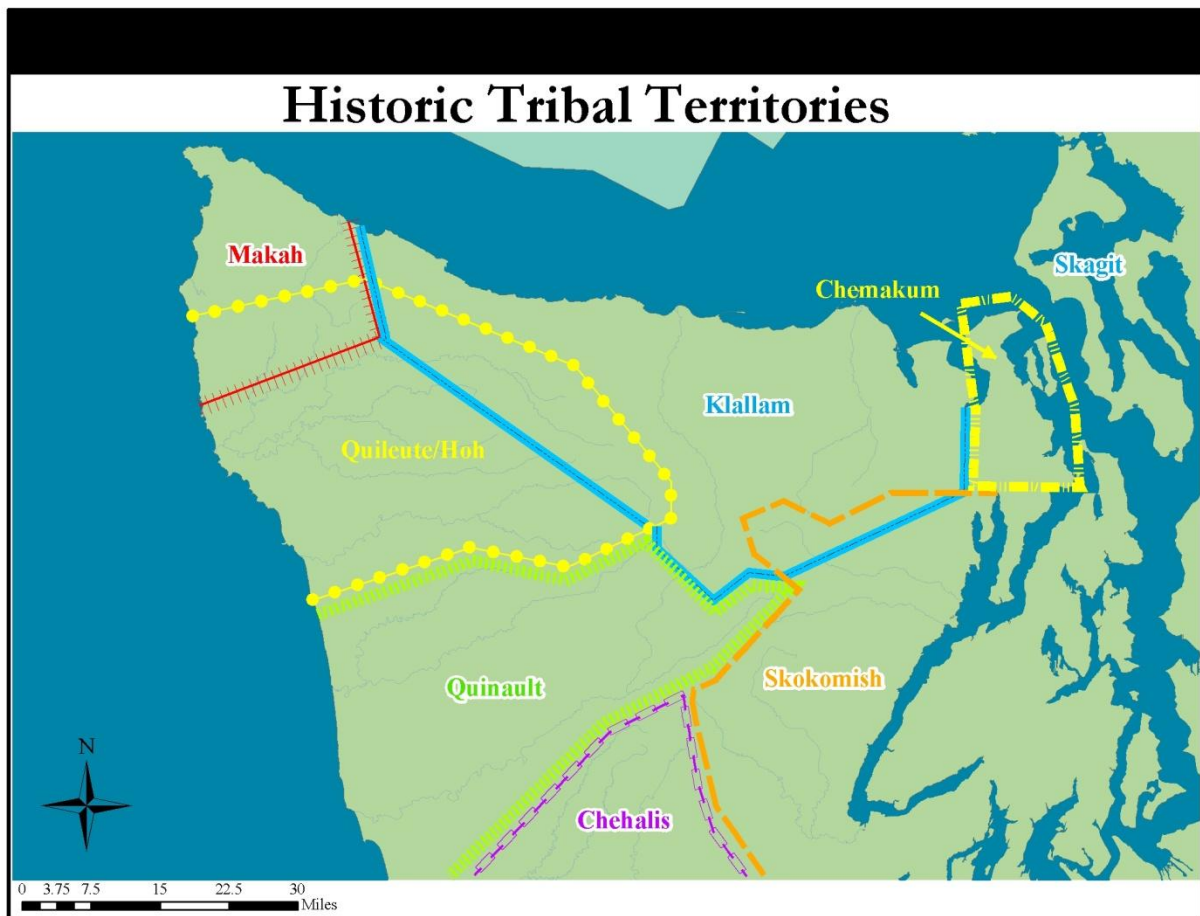 Historic Tribal Territories
Makah
Skagit
Chemakum
Klallam
Quileute/Hoh
Quinault
Skokomish
Chehalis
N
0 3.75 7.5 15 22.5 30
Miles